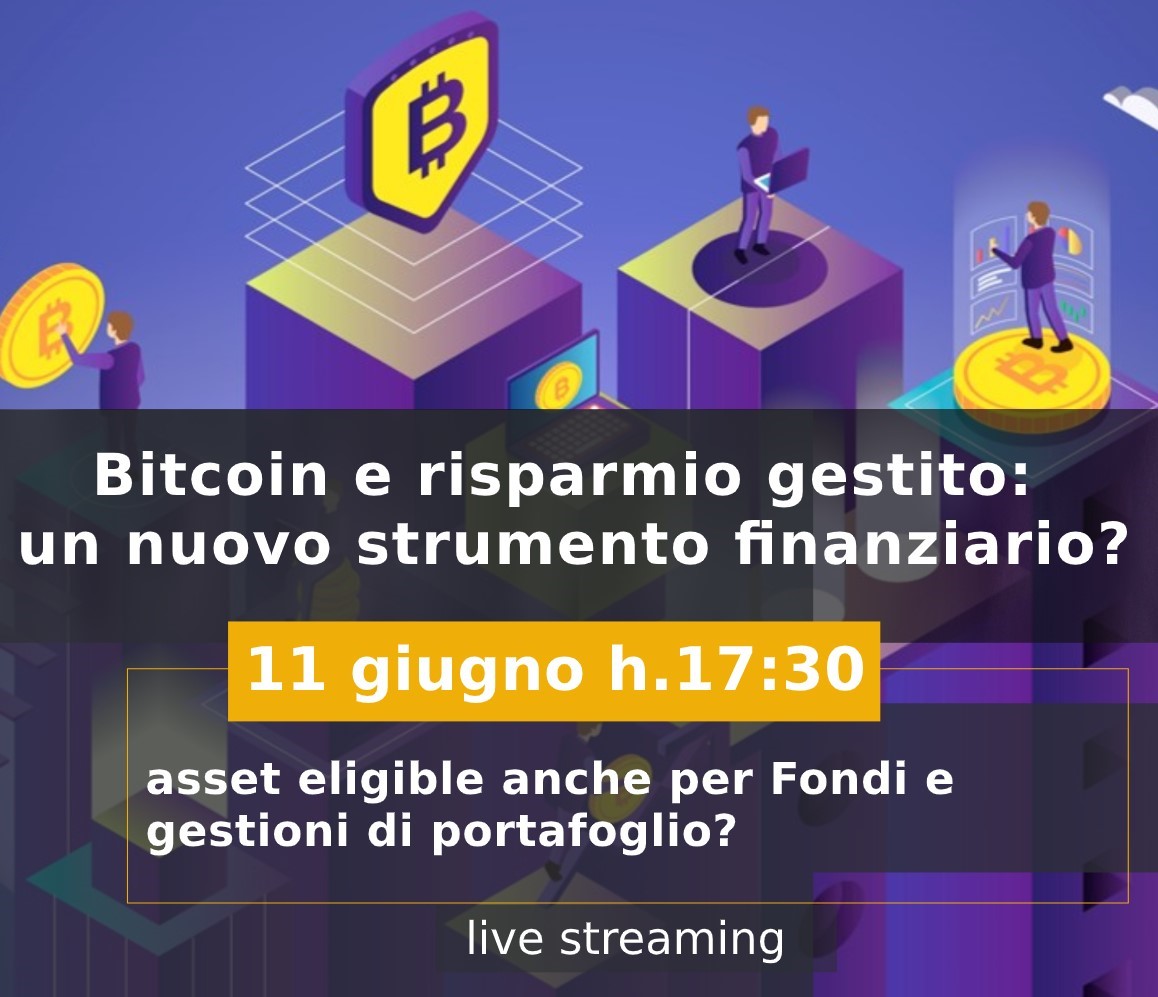 Bitcoin e risparmio gestito:
un nuovo strumento finanziario?
11 giugno h.17:30
asset eligible anche per Fondi e
gestioni di portafoglio?
live streaming